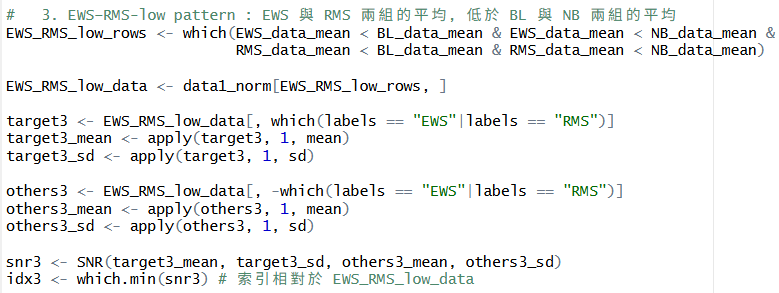 #   3. EWS-RMS-low pattern : EWS 與 RMS 兩組的平均, 低於 BL 與 NB 兩組的平均
EWS_RMS_low_rows <- which(EWS_data_mean < BL_data_mean & EWS_data_mean < NB_data_mean &
RMS_data_mean < BL_data_mean & RMS_data_mean < NB_data_mean)
EWS_RMS_low_data <- data1_norm[EWS_RMS_low_rows, ]
target3 <- EWS_RMS_low_data[, which(labels == "EWS"|labels == "RMS")]
target3_mean <- apply(target3, 1, mean)
target3_sd <- apply(target3, 1, sd)
others3 <- EWS_RMS_low_data[, -which(labels == "EWS"|labels == "RMS")]
others3_mean <- apply(others3, 1, mean)
others3_sd <- apply(others3, 1, sd)
snr3 <- SNR(target3_mean, target3_sd, others3_mean, others3_sd)
idx3 <- which.min(snr3) # 索引相對於 EWS_RMS_low_data